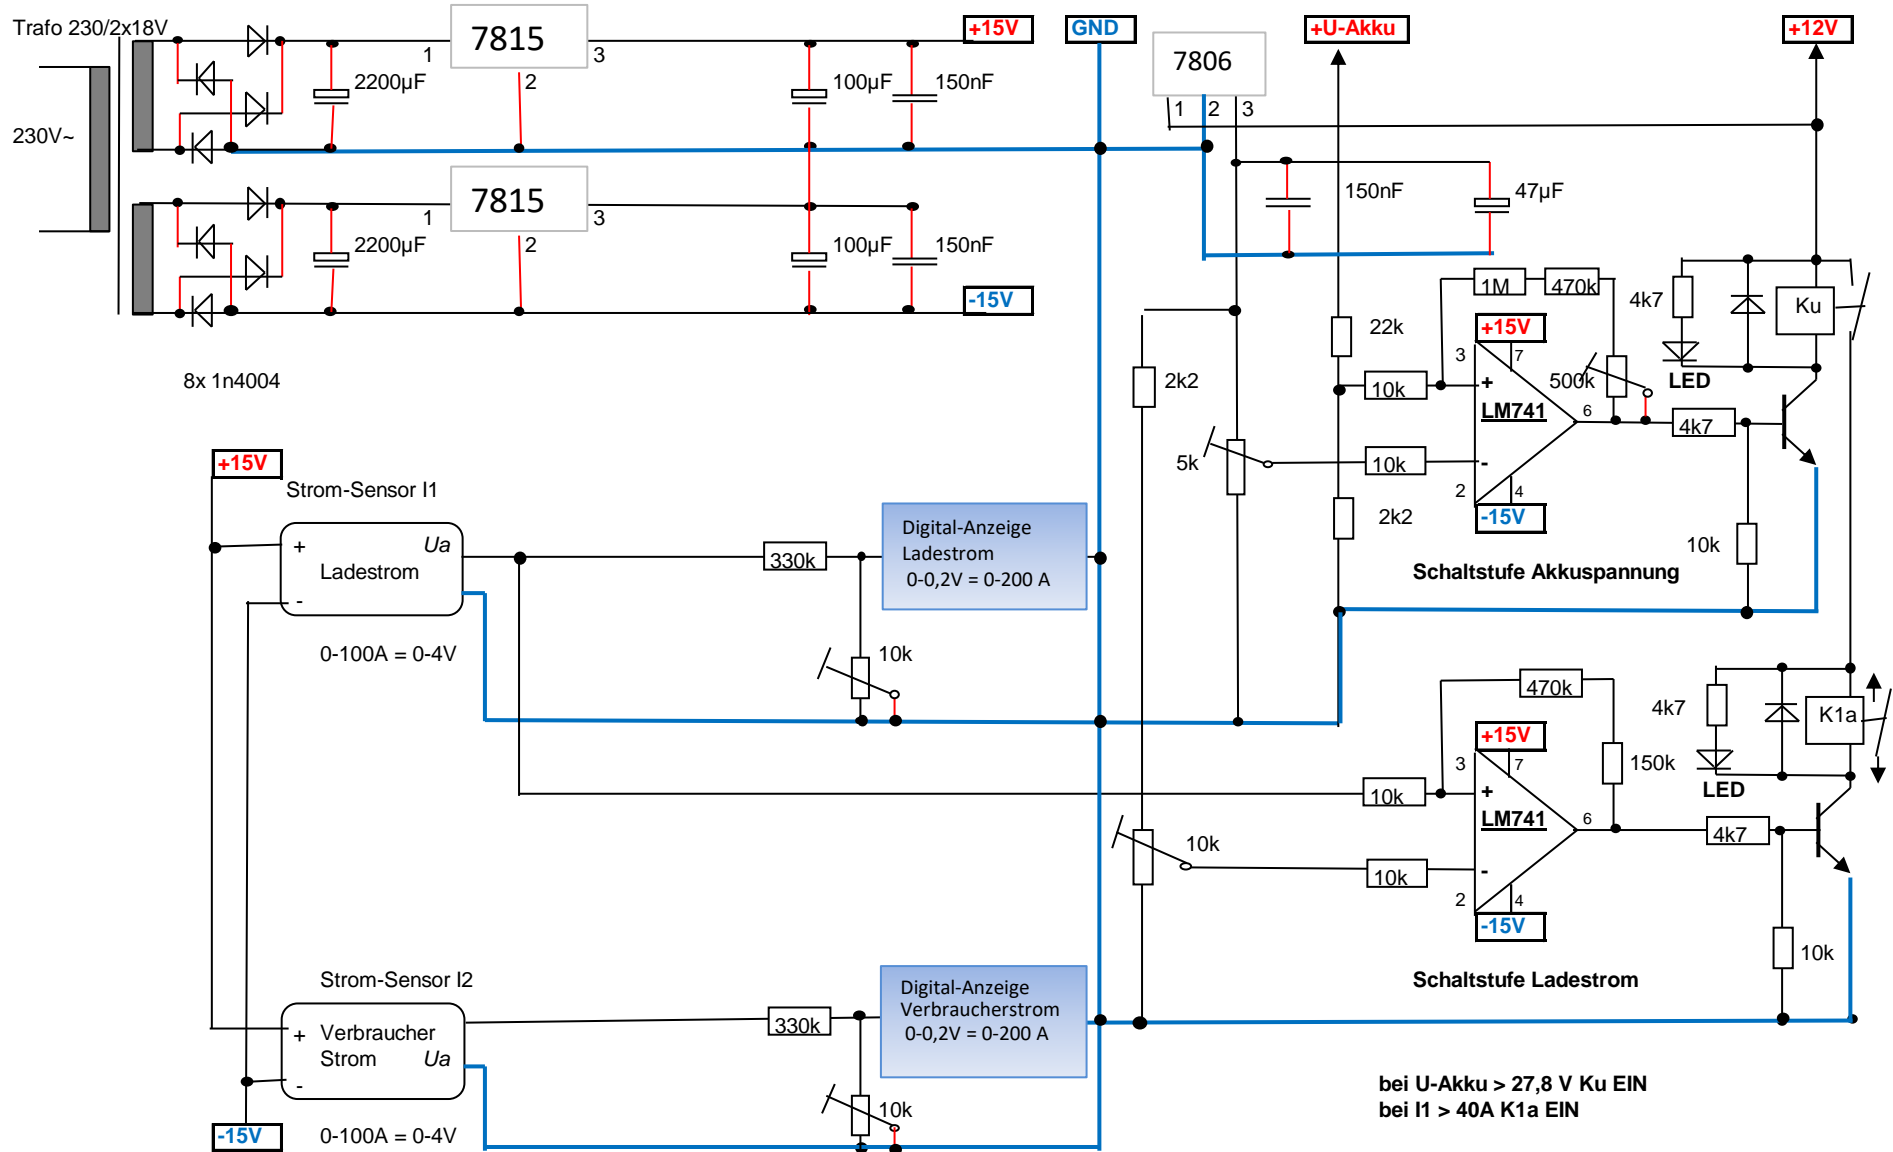 Trafo 230/2x18V
230V~
7815
1
2
3
2200µF
100µF
150nF
+15V
GND
7806
1
2
3
+U-Akku
+12V
7815
1
2
3
2200µF
100µF
150nF
-15V
8x 1n4004
150nF
47µF
2k2
5k
22k
10k
10k
2k2
1M
470k
+15V
3
7
+
LM741
6
-
2
4
-15V
500k
4k7
10k
4k7
LED
Ku
Schaltstufe Akkuspannung
+15V
Strom-Sensor I1
+
Ua
Ladestrom
-
0-100A = 0-4V
330k
10k
Digital-Anzeige
Ladestrom
0-0,2V = 0-200 A
10k
10k
10k
470k
150k
+15V
3
7
+
LM741
6
-
2
4
-15V
4k7
10k
4k7
LED
K1a
Schaltstufe Ladestrom
Strom-Sensor I2
+
Verbraucher
Strom
Ua
-
-15V
0-100A = 0-4V
330k
10k
Digital-Anzeige
Verbraucherstrom
0-0,2V = 0-200 A
bei U-Akku > 27,8 V Ku EIN
bei I1 > 40A K1a EIN